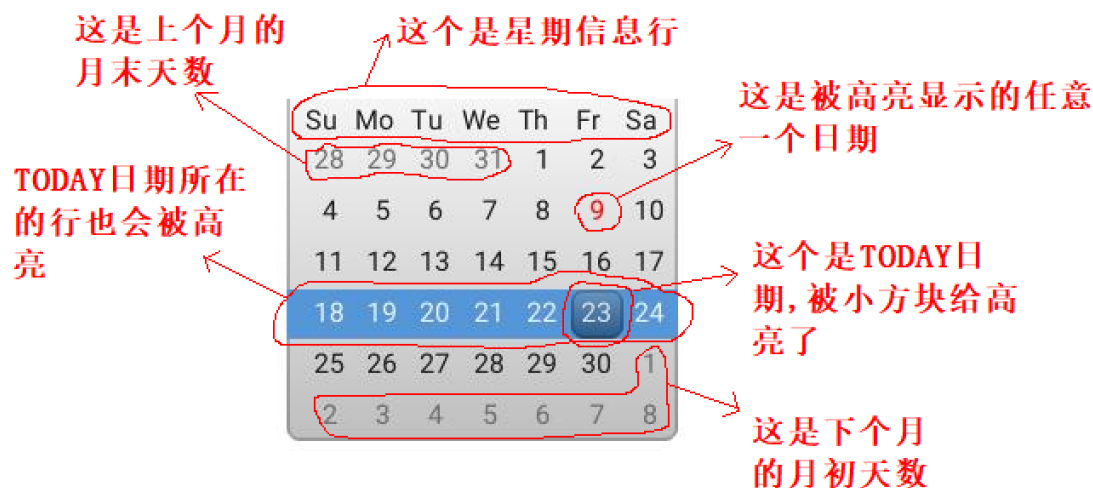 这是上个月的
月末天数
这个是星期信息行
这是被高亮显示的任意
一个日期
TODAY日期所在
的行也会被高
亮
Su Mo Tu We Th Fr Sa
28 29 30 31 1 2 3
4 5 6 7 8 9 10
11 12 13 14 15 16 17
18 19 20 21 22 23 24
25 26 27 28 29 30 1
2 3 4 5 6 7 8
这个是TODAY日
期,被小方块给高
亮了
这是下个月
的月初天数